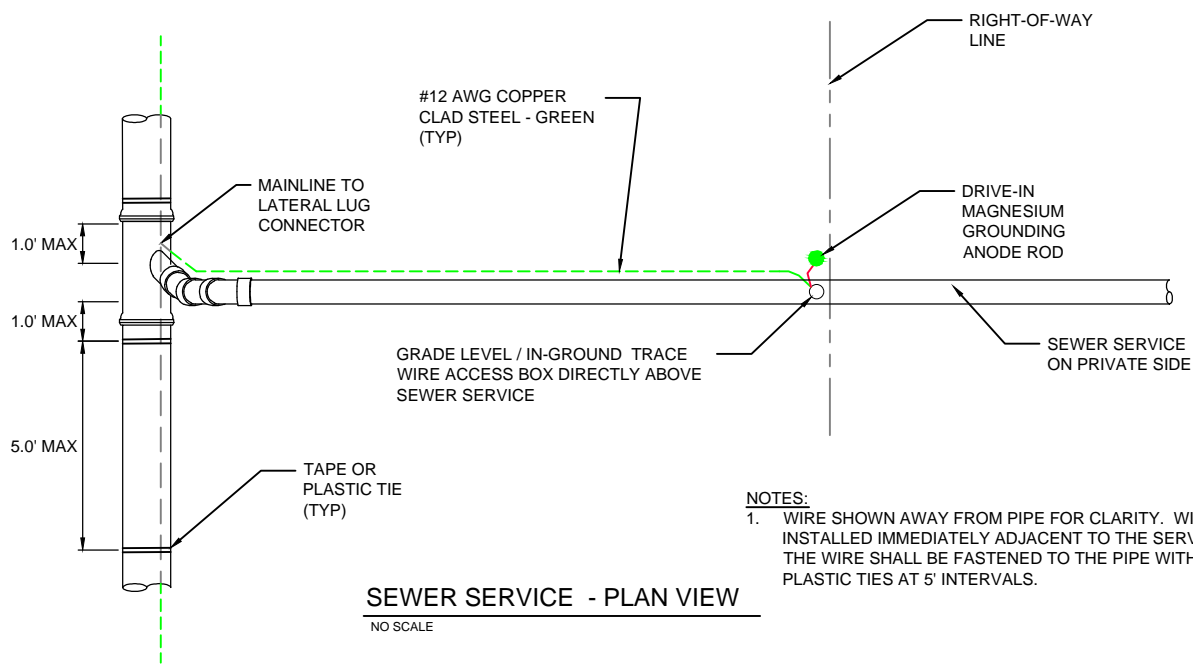 RIGHT-OF-WAY
LINE
#12 AWG COPPER
CLAD STEEL - GREEN
(TYP)
MAINLINE TO
LATERAL LUG
CONNECTOR
DRIVE-IN
MAGNESIUM
GROUNDING
ANODE ROD
1.0' MAX
1.0' MAX
GRADE LEVEL / IN-GROUND TRACE
WIRE ACCESS BOX DIRECTLY ABOVE
SEWER SERVICE
SEWER SERVICE
ON PRIVATE SIDE
5.0' MAX
TAPE OR
PLASTIC TIE
(TYP)
NOTES:
1. WIRE SHOWN AWAY FROM PIPE FOR CLARITY. WI
INSTALLED IMMEDIATELY ADJACENT TO THE SERV
THE WIRE SHALL BE FASTENED TO THE PIPE WITH
PLASTIC TIES AT 5' INTERVALS.
SEWER SERVICE - PLAN VIEW
NO SCALE